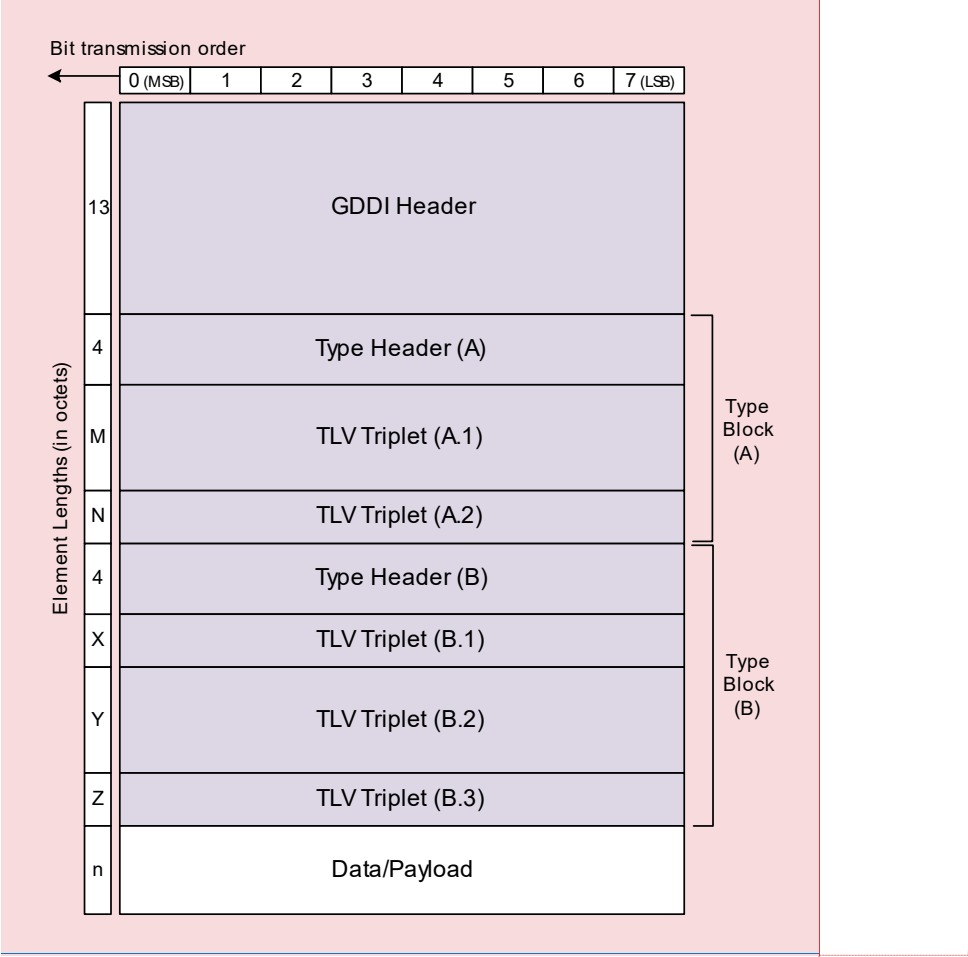 Bit transmission order
0 (MSB) 1 2 3 4 5 6 7 (LSB)
Element Lengths (in octets)
13 GDDI Header
4 Type Header (A)
M TLV Triplet (A.1)
N TLV Triplet (A.2)
Type
Block
(A)
4 Type Header (B)
X TLV Triplet (B.1)
Y TLV Triplet (B.2)
Z TLV Triplet (B.3)
Type
Block
(B)
n Data/Payload